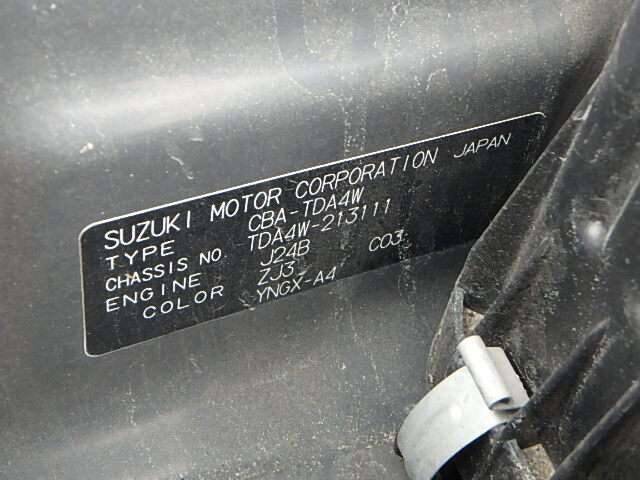 SUZUKI MOTOR CORPORATION JAPAN
TYPE CBA-TDA4W
CHASSIS NO. TDA4W-213111
ENGINE J24B C03
COLOR ZJ3
YNGX-A4